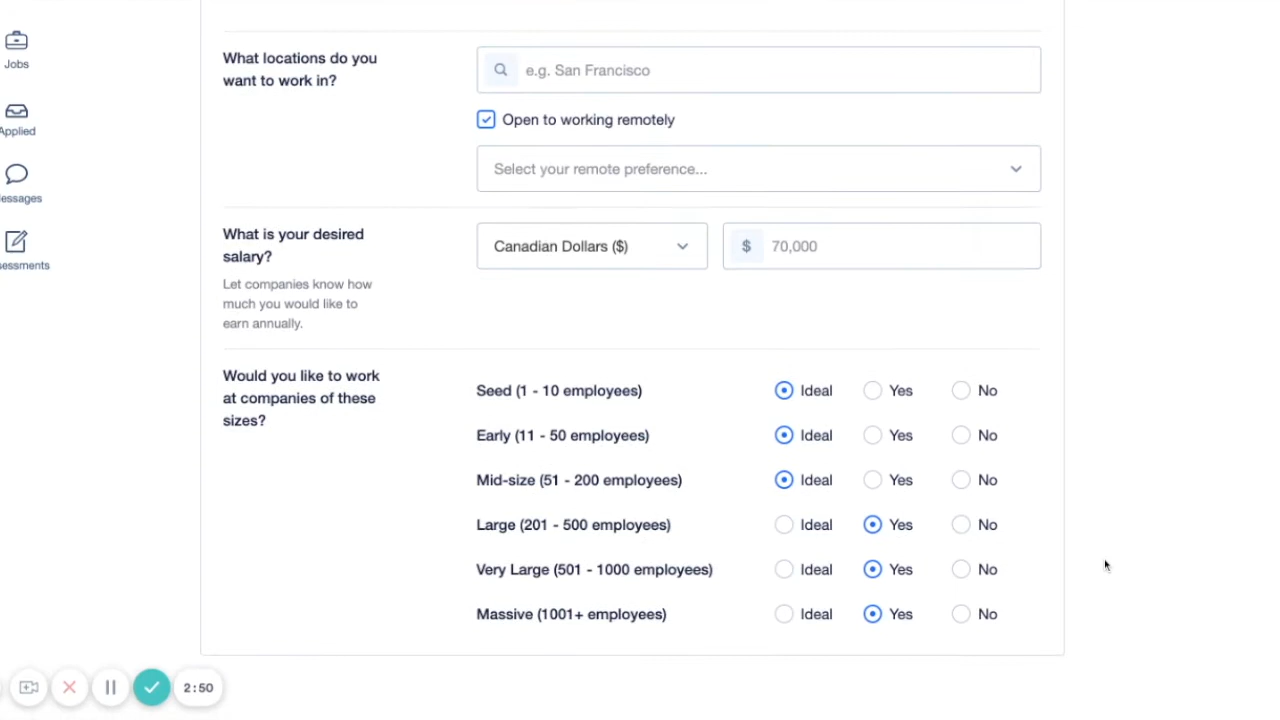 Jobs
Applied
essages
sessments
What locations do you
want to work in?
e.g. San Francisco
Open to working remotely
Select your remote preference...
What is your desired
salary?
Let companies know how
much you would like to
earn annually.
Canadian Dollars ($)
$ 70,000
Would you like to work
at companies of these
sizes?
Seed (1 - 10 employees) Ideal Yes No
Early (11 - 50 employees) Ideal Yes No
Mid-size (51 - 200 employees) Ideal Yes No
Large (201 - 500 employees) Ideal Yes No
Very Large (501 - 1000 employees) Ideal Yes No
Massive (1001+ employees) Ideal Yes No
2:50